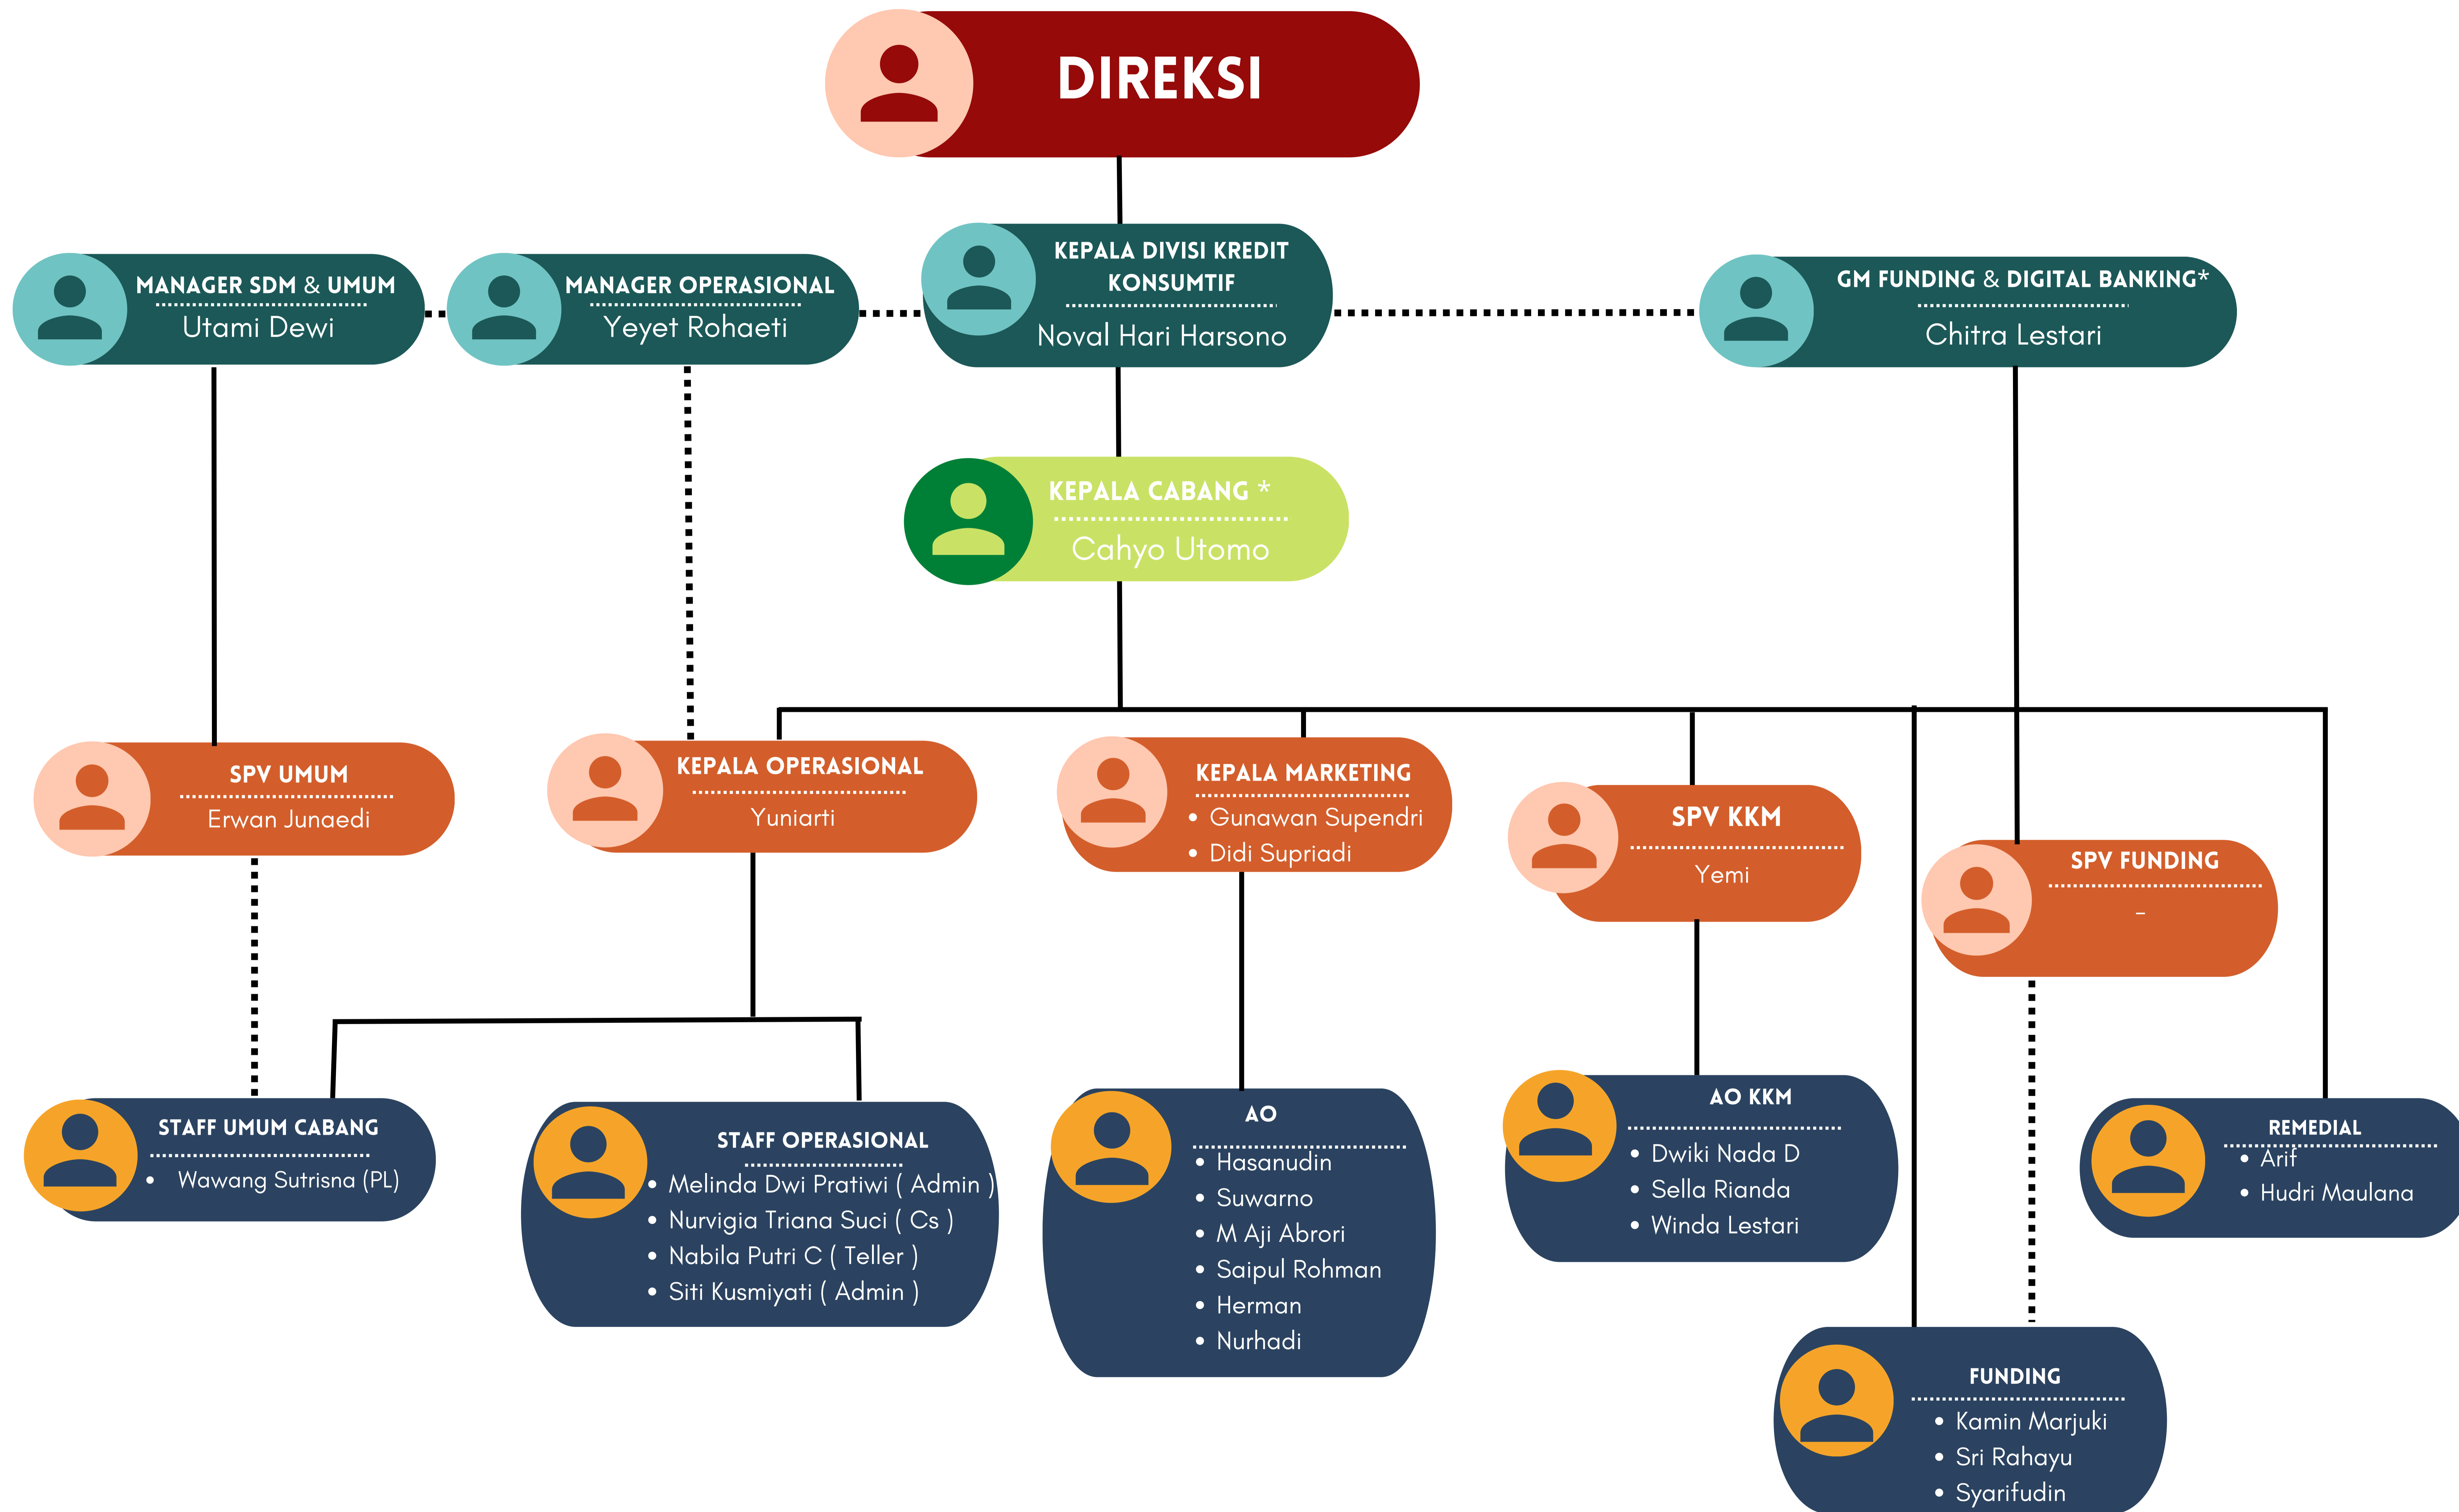 DIREKSI
MANAGER SDM & UMUM
Utami Dewi
MANAGER OPERASIONAL
Yeyet Rohaeti
KEPALA DIVISI KREDIT
KONSUMTIF
Noval Hari Harsono
GM FUNDING & DIGITAL BANKING*
Chitra Lestari
KEPALA CABANG *
Cahyo Utomo
SPV UMUM
Erwan Junaedi
KEPALA OPERASIONAL
Yuniarti
KEPALA MARKETING
• Gunawan Supendri
• Didi Supriadi
SPV KKM
Yemi
SPV FUNDING
-
STAFF UMUM CABANG
• Wawang Sutrisna (PL)
STAFF OPERASIONAL
• Melinda Dwi Pratiwi ( Admin )
• Nurvigia Triana Suci ( Cs )
• Nabila Putri C ( Teller )
• Siti Kusmiyati ( Admin )
AO
• Hasanudin
• Suwarno
• M Aji Abrori
• Saipul Rohman
• Herman
• Nurhadi
AO KKM
• Dwiki Nada D
• Sella Rianda
• Winda Lestari
REMEDIAL
• Arif
• Hudri Maulana
FUNDING
• Kamin Marjuki
• Sri Rahayu
• Syarifudin